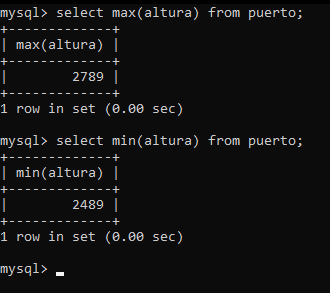 mysql> select max(altura) from puerto;
+-------------+
| max(altura) |
+-------------+
|        2789 |
+-------------+
1 row in set (0.00 sec)

mysql> select min(altura) from puerto;
+-------------+
| min(altura) |
+-------------+
|        2489 |
+-------------+
1 row in set (0.00 sec)

mysql>